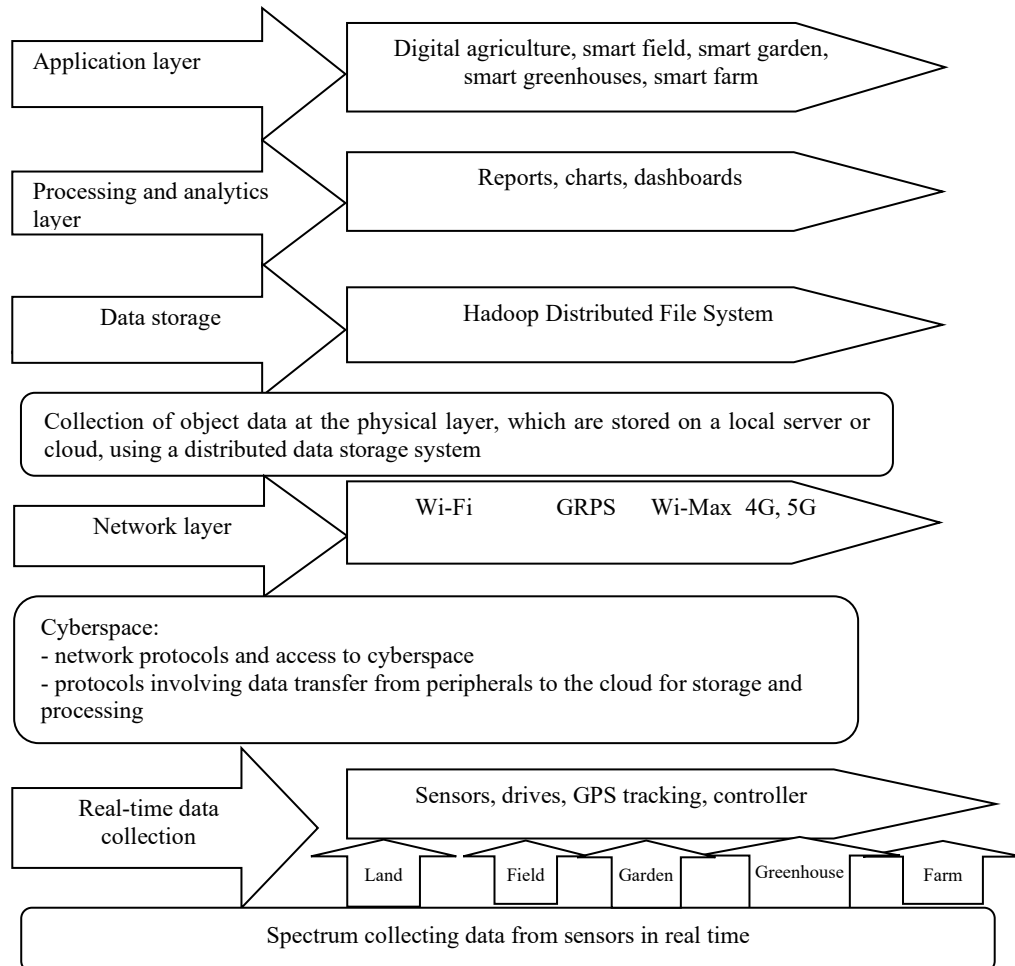 Application layer
Digital agriculture, smart field, smart garden,
smart greenhouses, smart farm
Processing and analytics
layer
Reports, charts, dashboards
Data storage
Hadoop Distributed File System
Collection of object data at the physical layer, which are stored on a local server or
cloud, using a distributed data storage system
Network layer
Wi-Fi GRPS Wi-Max 4G, 5G
Cyberspace:
- network protocols and access to cyberspace
- protocols involving data transfer from peripherals to the cloud for storage and
processing
Real-time data
collection
Sensors, drives, GPS tracking, controller
Land Field Garden Greenhouse Farm
Spectrum collecting data from sensors in real time